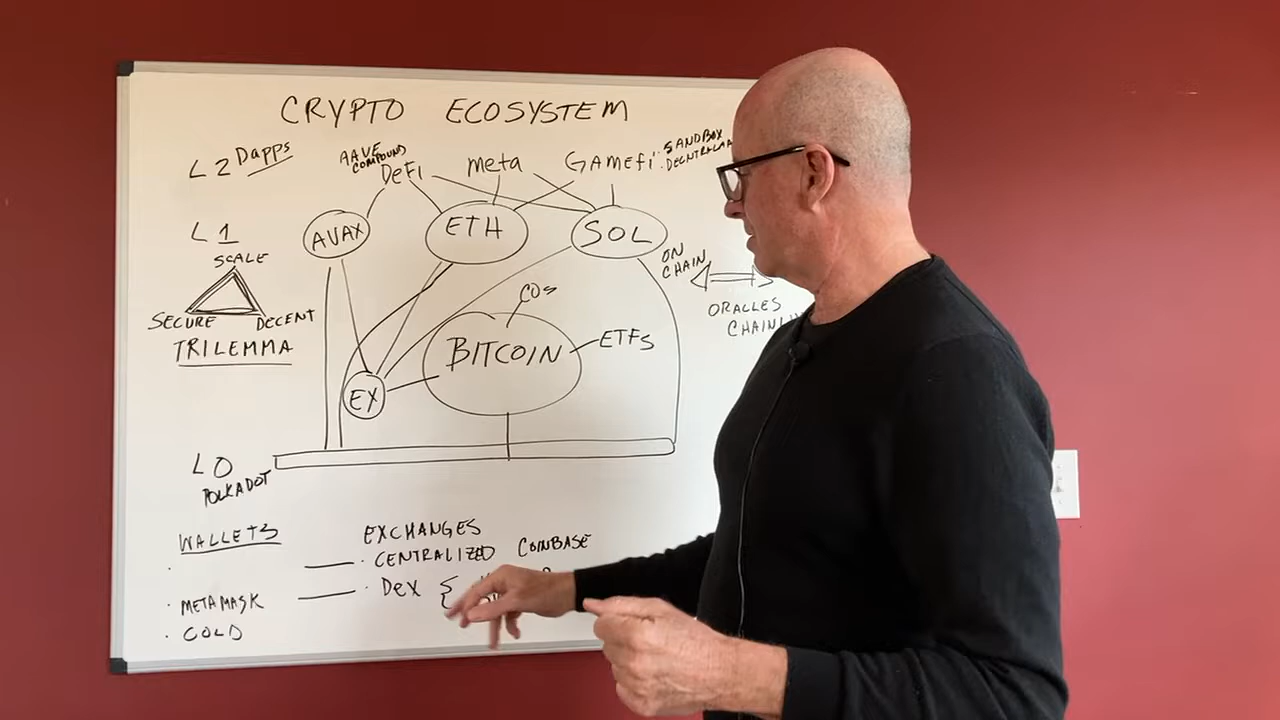 CRYPTO ECOSYSTEM
L2 Dapps
AAVE
COMPOUND
DeFi
meta
GAMEfi
SANDBOX
L1
AVAX
ETH
SOL
SCALE
SECURE
DECENT
TRILEMMA
ON
CHAIN
ORACLES
COs
BITCOIN
ETFs
EX
L0
POLKADOT
WALLETS
METAMASK
COLD
EXCHANGES
CENTRALIZED COINBASE
DEX {